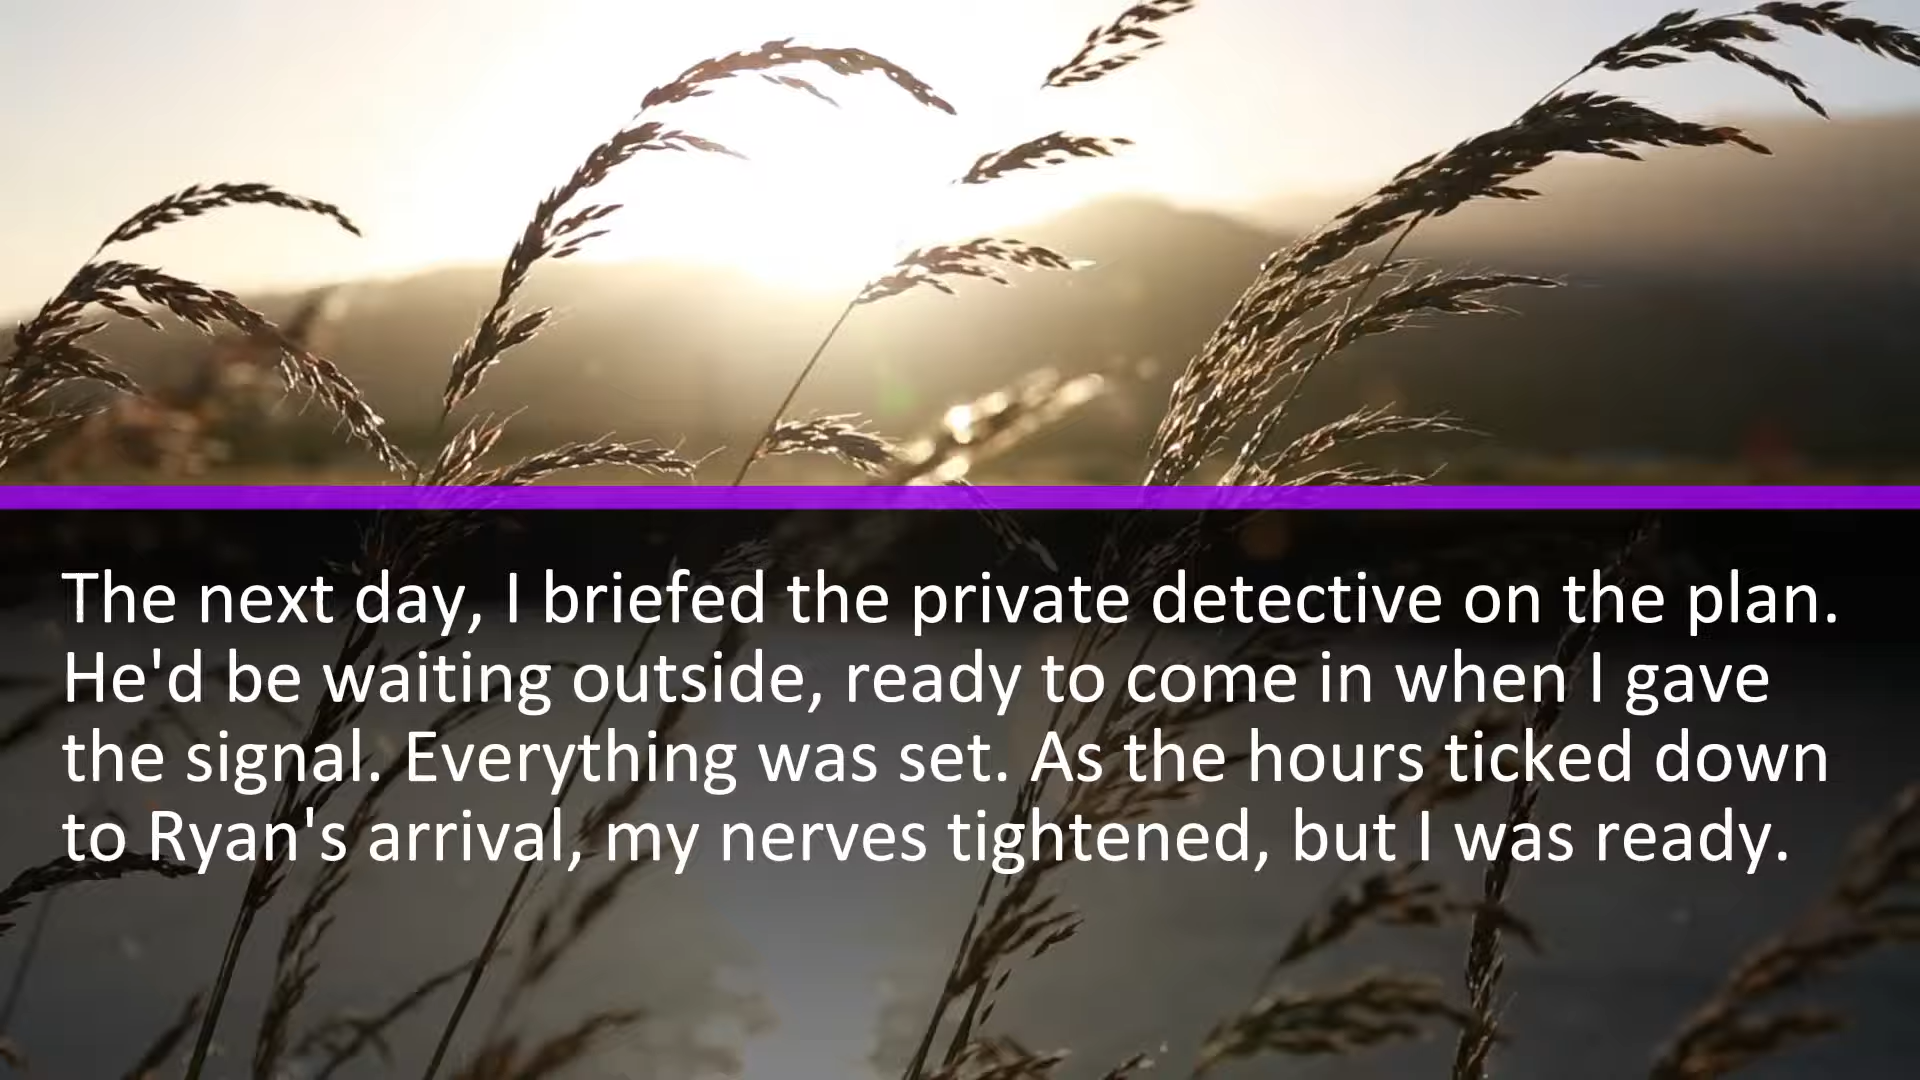 The next day, I briefed the private detective on the plan.
He'd be waiting outside, ready to come in when I gave
the signal. Everything was set. As the hours ticked down
to Ryan's arrival, my nerves tightened, but I was ready.